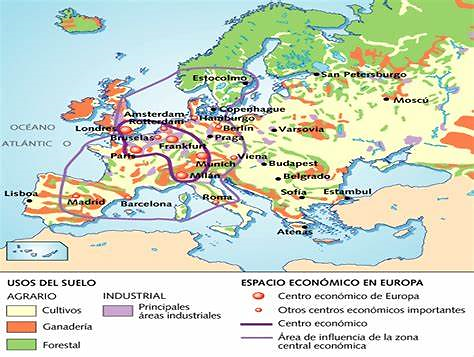 Estocolmo
San Petersburgo
Moscú
Copenhague
Hamburgo
Amsterdam-
Rotterdam
Londres
Berlín
Varsovia
Bruselas
Praga
Frankfurt
OCÉANO
ATLÁNTICO
París
Viena
Munich
Budapest
Milán
Belgrado
Lisboa
Madrid
Barcelona
Roma
Sofía
Estambul
Atenas
USOS DEL SUELO
AGRARIO
INDUSTRIAL
Cultivos
Principales
áreas industriales
Ganadería
Forestal
ESPACIO ECONÓMICO EN EUROPA
Centro económico de Europa
Otros centros económicos importantes
Centro económico
Área de influencia de la zona
central económica